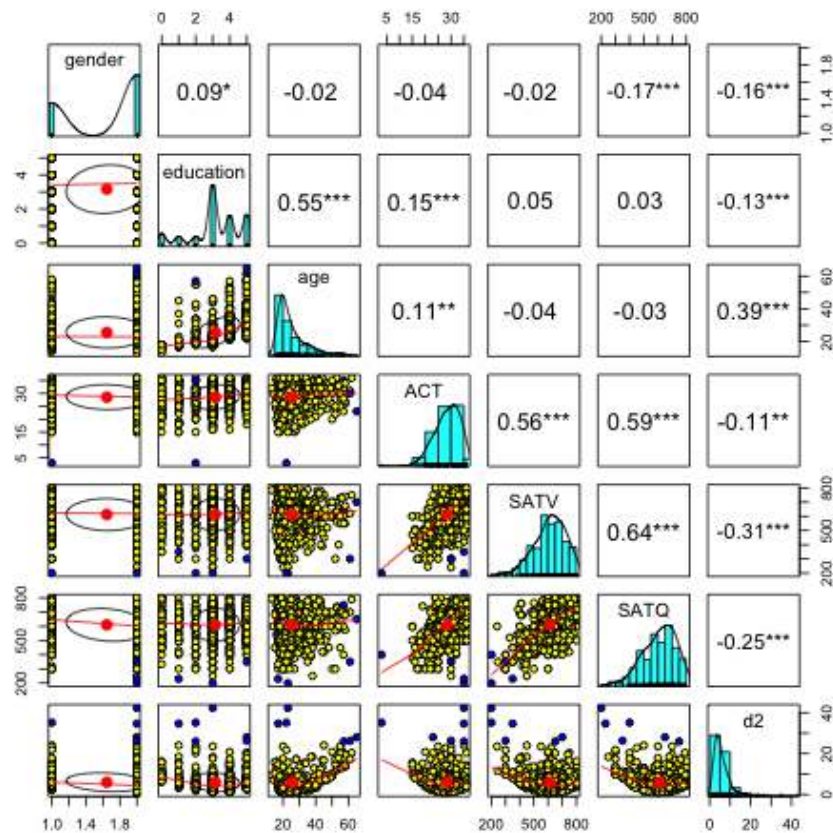 0 2 4 5 15 30 200 500 800
gender 0.09* -0.02 -0.04 -0.02 -0.17*** -0.16*** 1.0 1.4 1.8
0 2 4 education 0.55*** 0.15*** 0.05 0.03 -0.13***
age 0.11** -0.04 -0.03 0.39*** 20 40 60
5 15 30 ACT 0.56*** 0.59*** -0.11**
SATV 0.64*** -0.31*** 200 500 800
200 500 800 SATQ -0.25***
d2 0 20 40
1.0 1.4 1.8 20 40 60 200 500 800 0 20 40